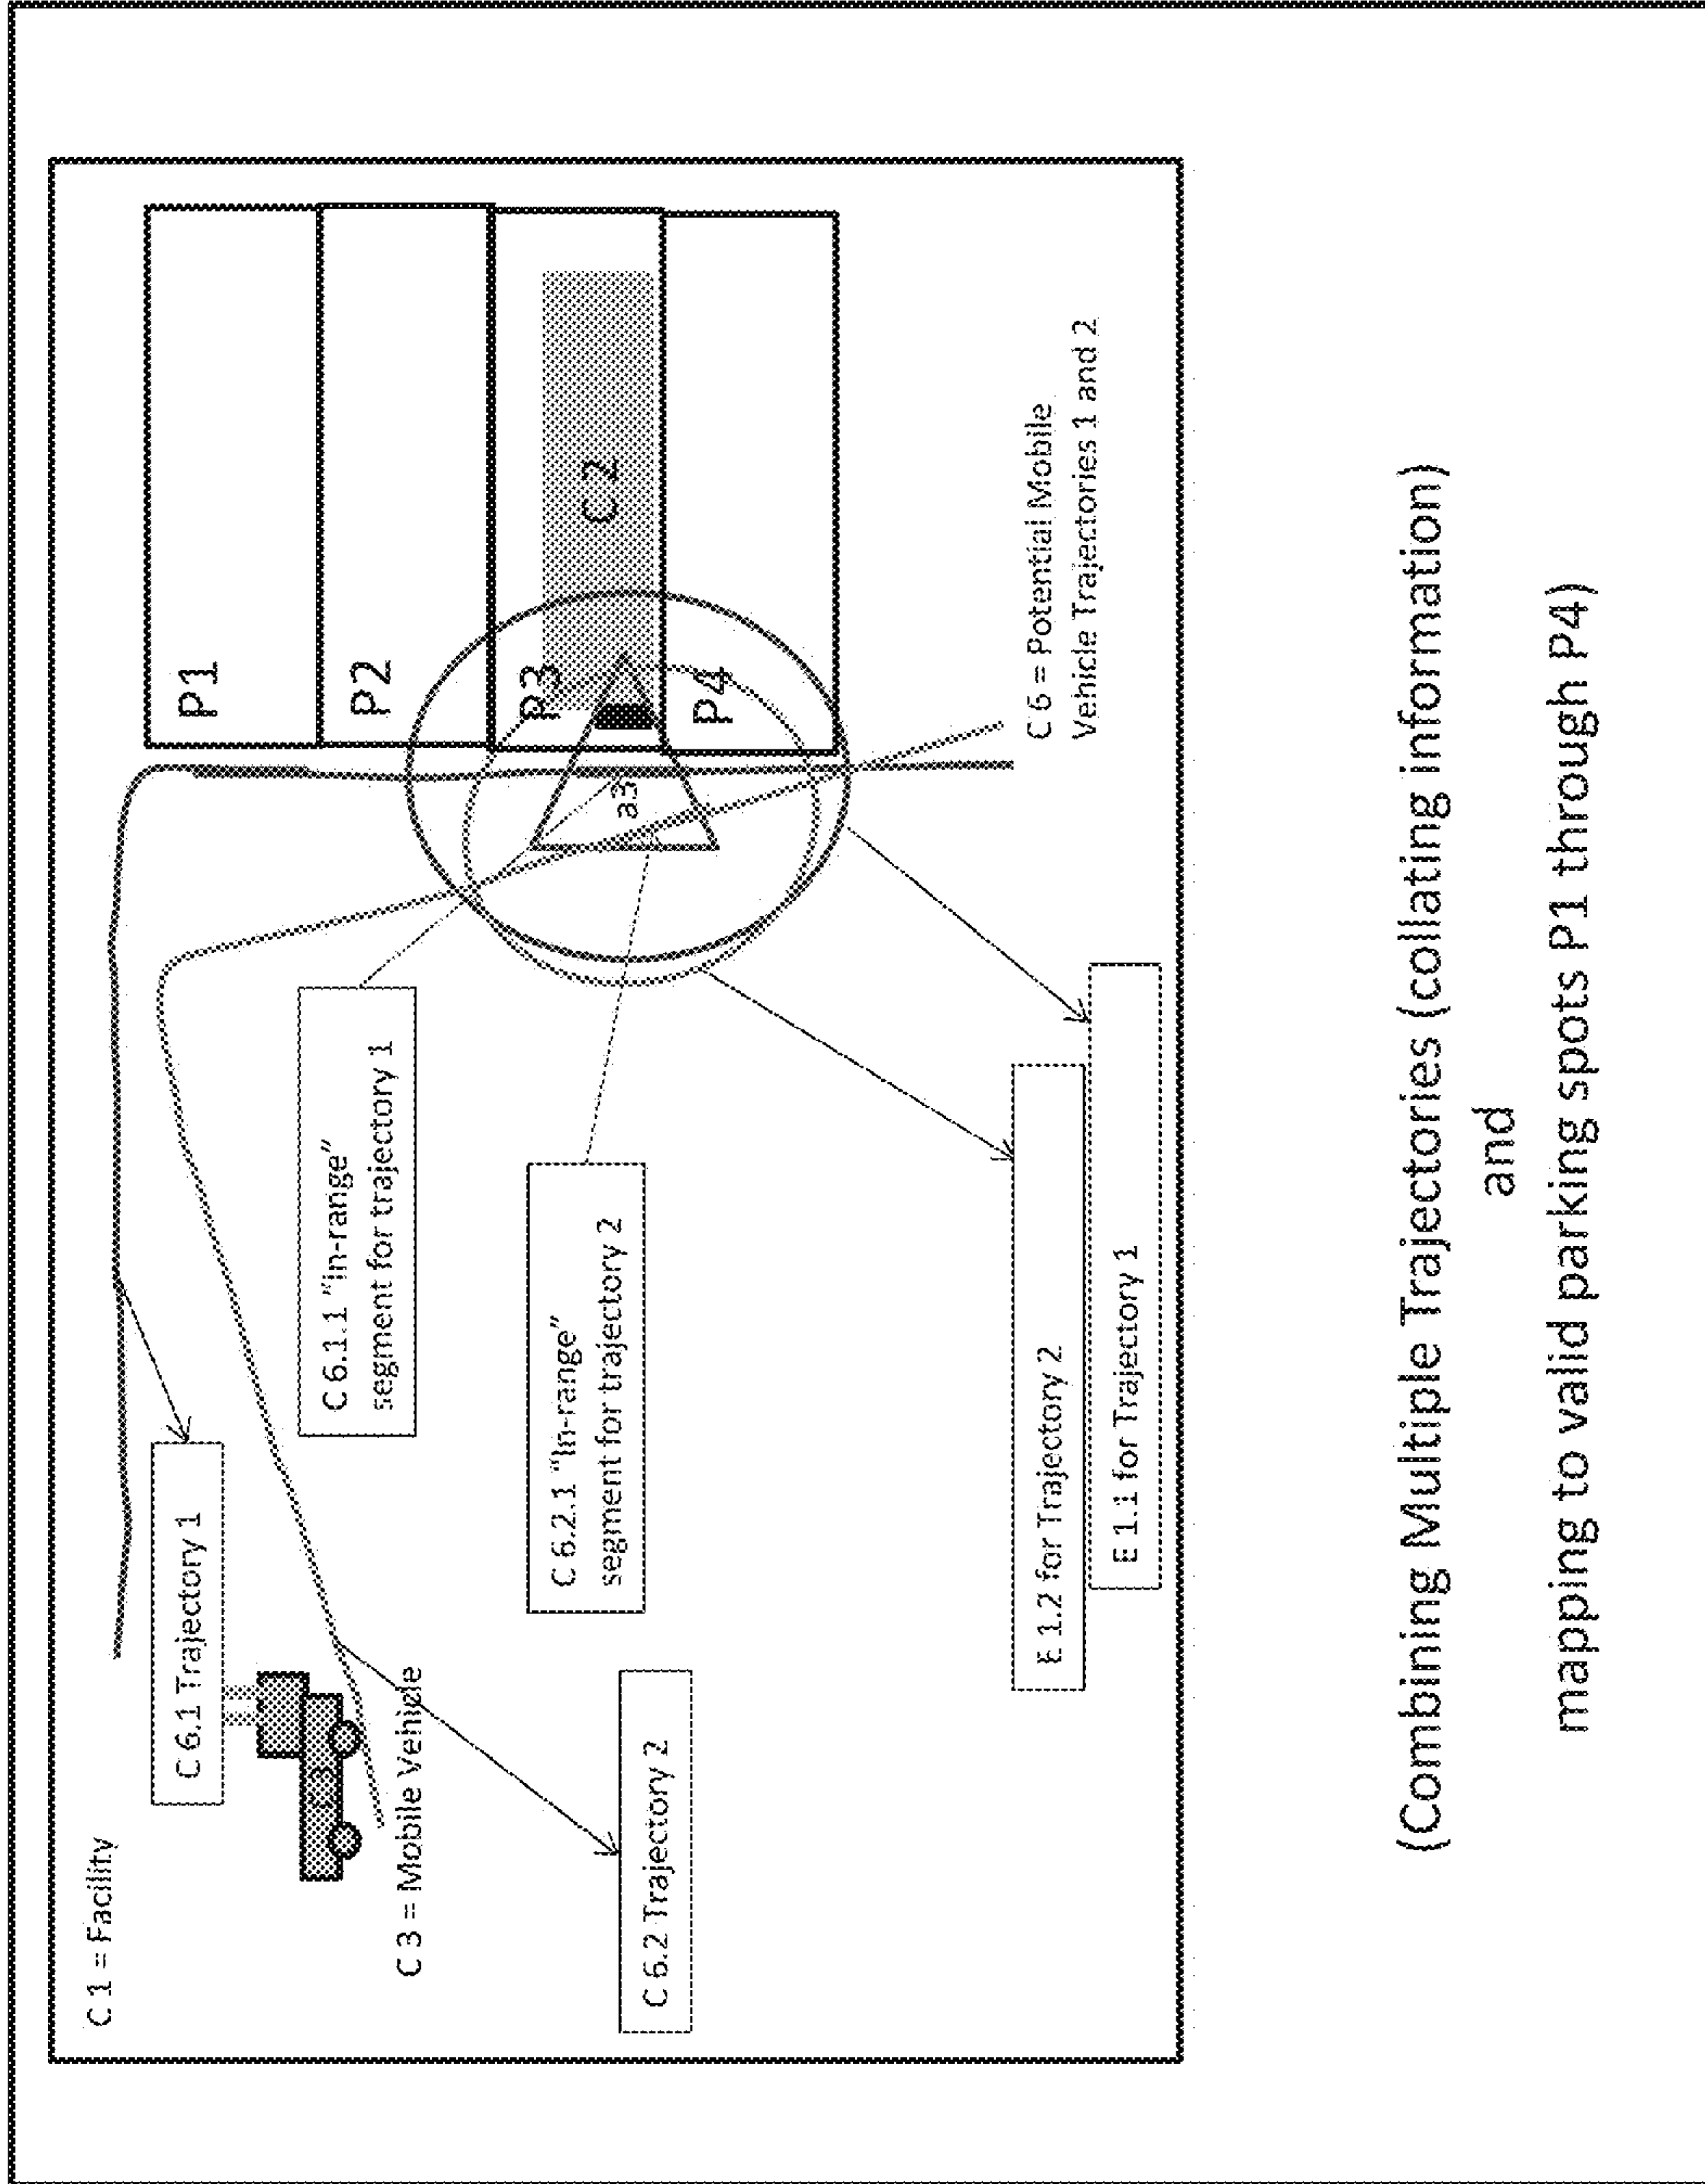 C 1 = Facility
C 6.1 Trajectory 1
C 3 = Mobile Vehicle
C 6.1.1 "In-range"
segment for trajectory 1
C 6.2.1 "In-range"
segment for trajectory 2
C 6.2 Trajectory 2
P1
P2
P3
C 2
a3
P4
E 1.2 for Trajectory 2
E 1.1 for Trajectory 1
C 6 = Potential Mobile
Vehicle Trajectories 1 and 2
(Combining Multiple Trajectories (collating information)
and
mapping to valid parking spots P1 through P4)